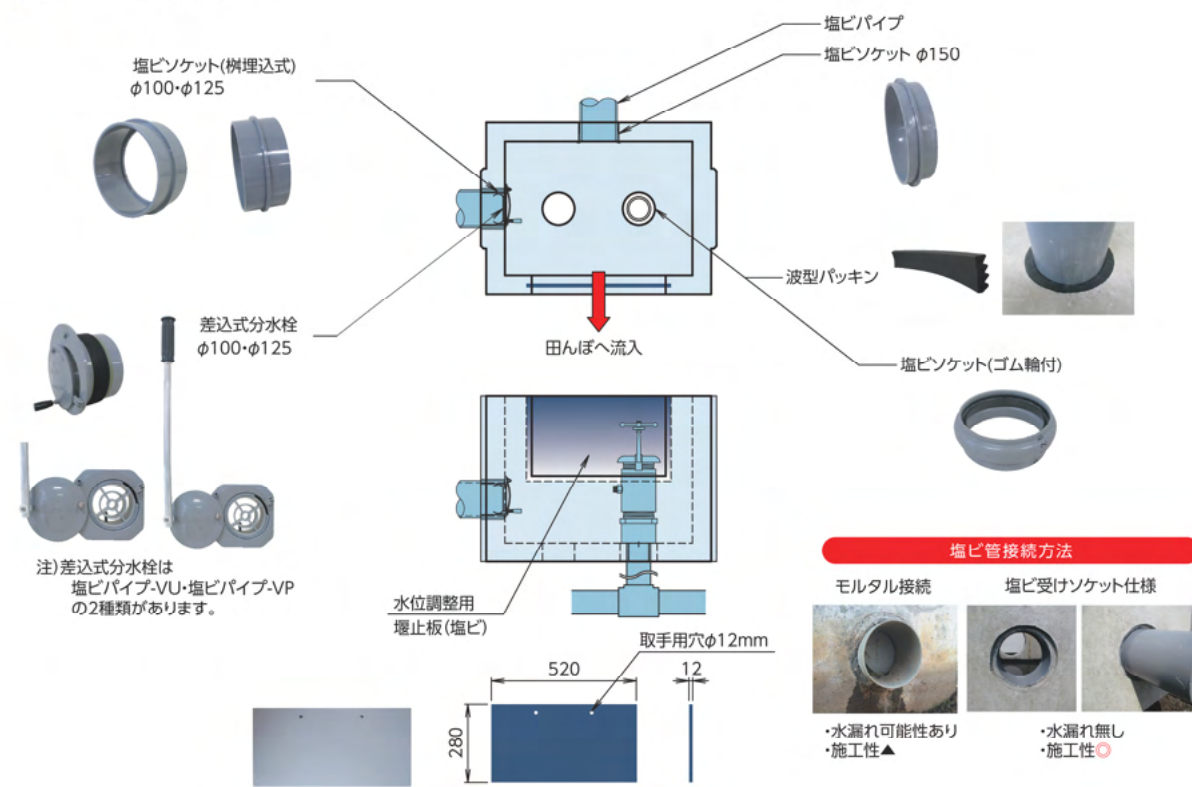 塩ビパイプ
塩ビソケット φ150
塩ビソケット(桝埋込式)
φ100・φ125
波型パッキン
差込式分水栓
φ100・φ125
田んぼへ流入
塩ビソケット(ゴム輪付)
注)差込式分水栓は
塩ビパイプ-VU・塩ビパイプ-VP
の2種類があります。
水位調整用
堰止板(塩ビ)
取手用穴φ12mm
520
12
280
塩ビ管接続方法
モルタル接続
塩ビ受けソケット仕様
・水漏れ可能性あり
・施工性▲
・水漏れ無し
・施工性◎